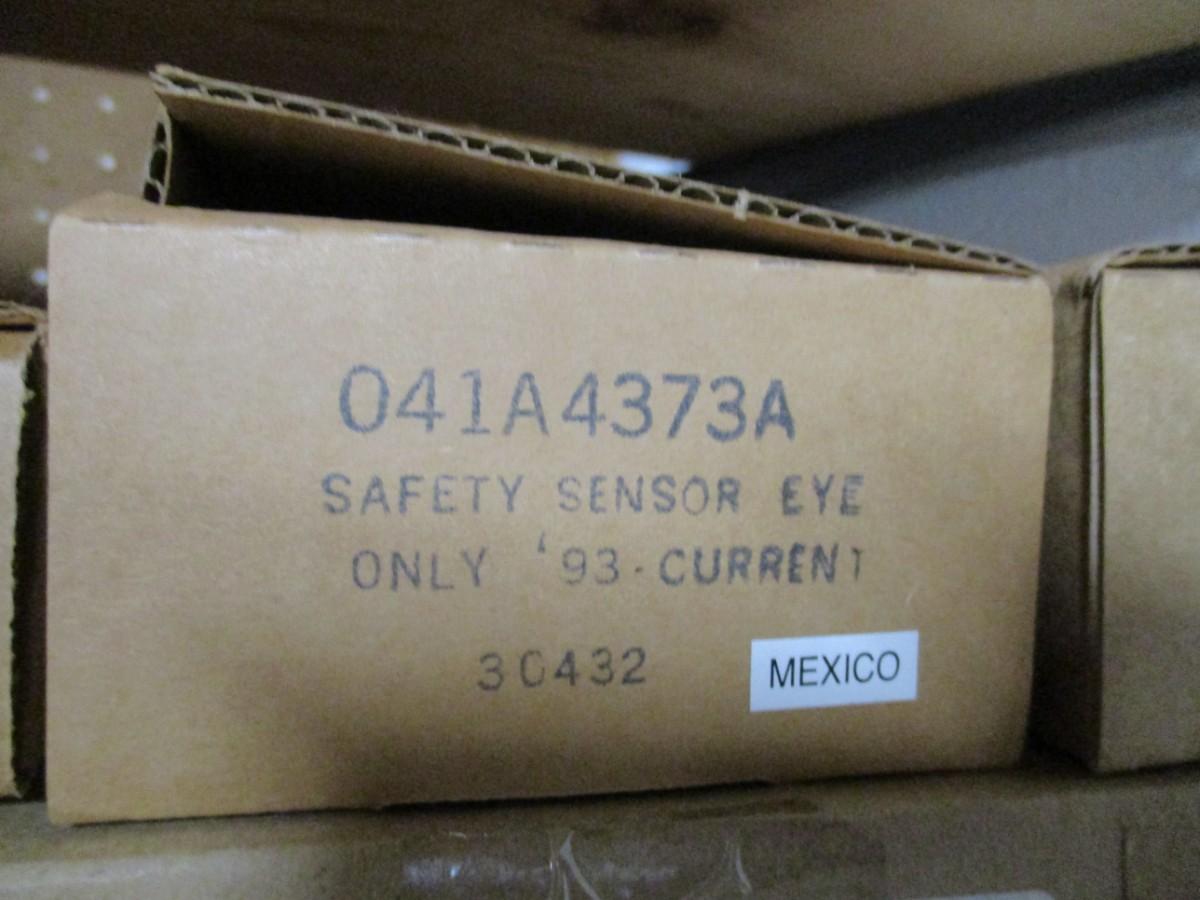 041A4373A
SAFETY SENSOR EYE
ONLY '93-CURRENT
30432
MEXICO